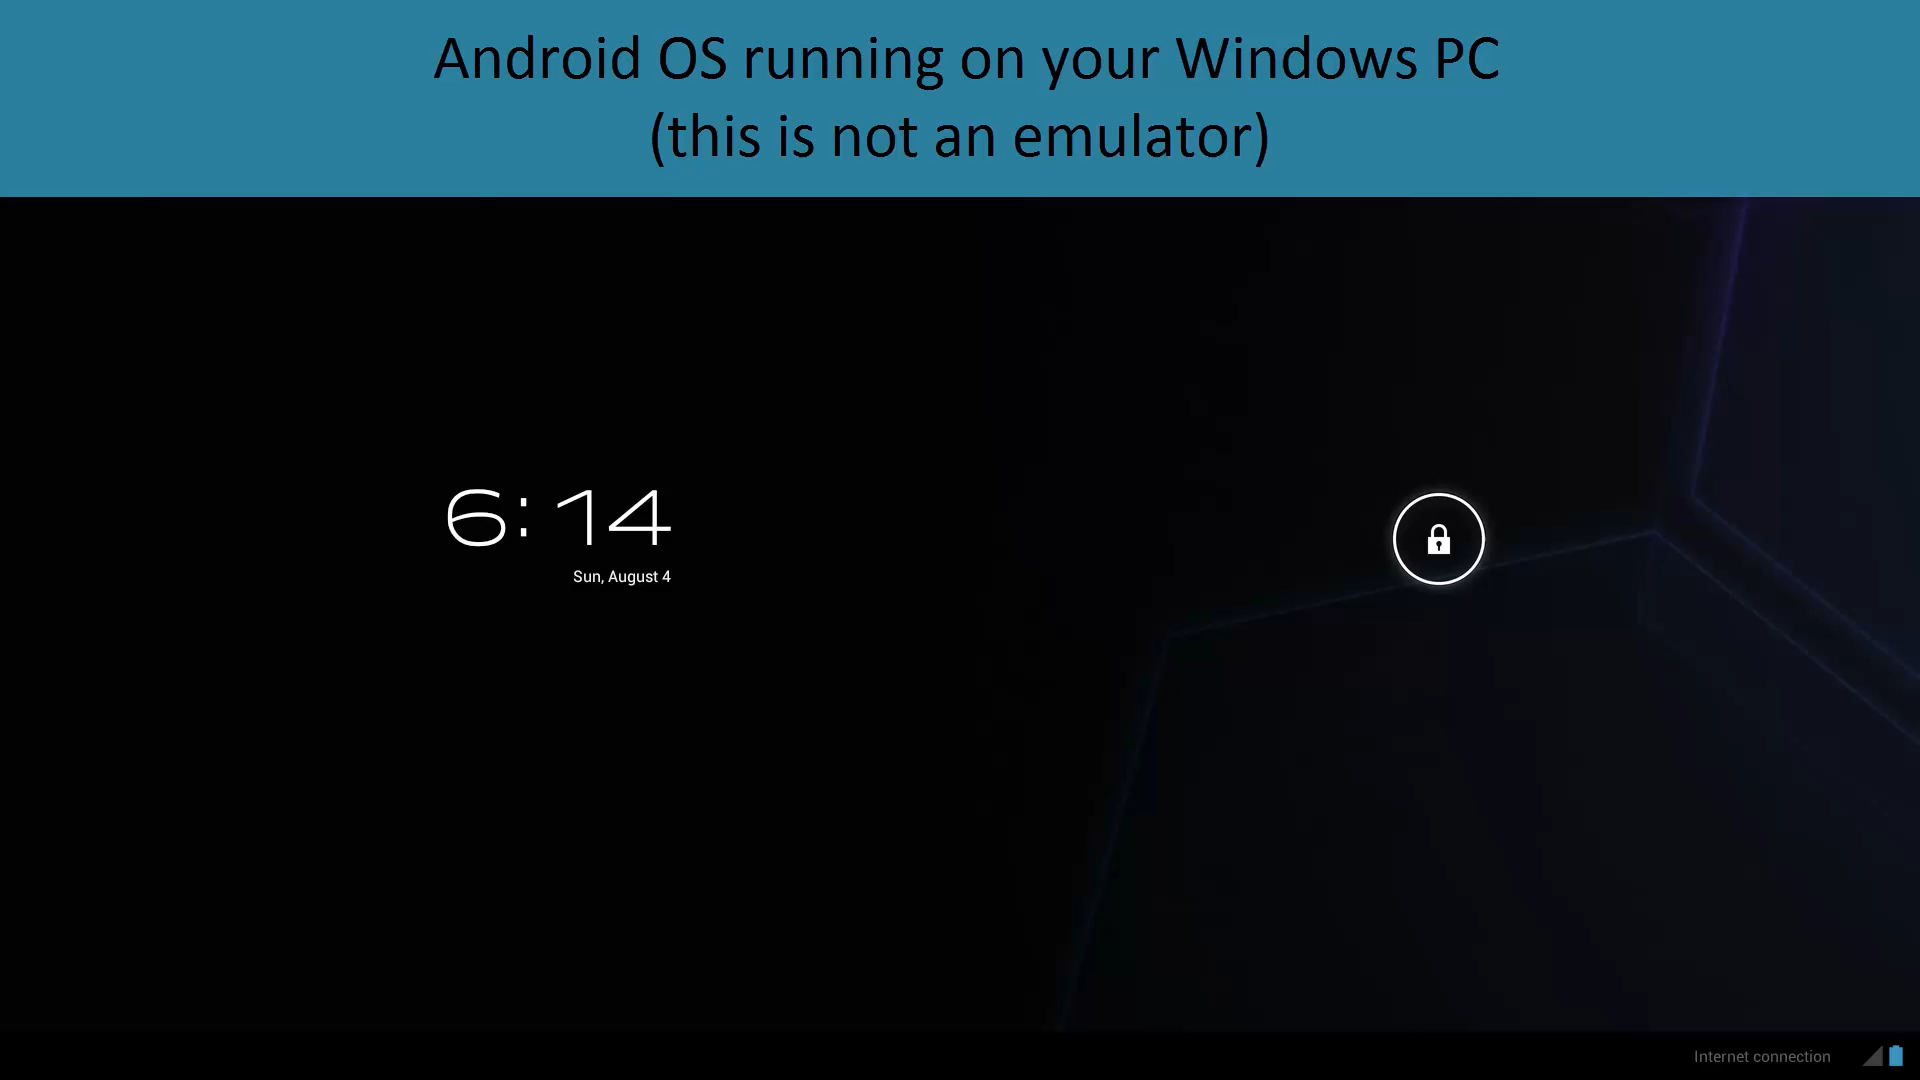 Android OS running on your Windows PC
(this is not an emulator)
6:14
Sun, August 4
Internet connection